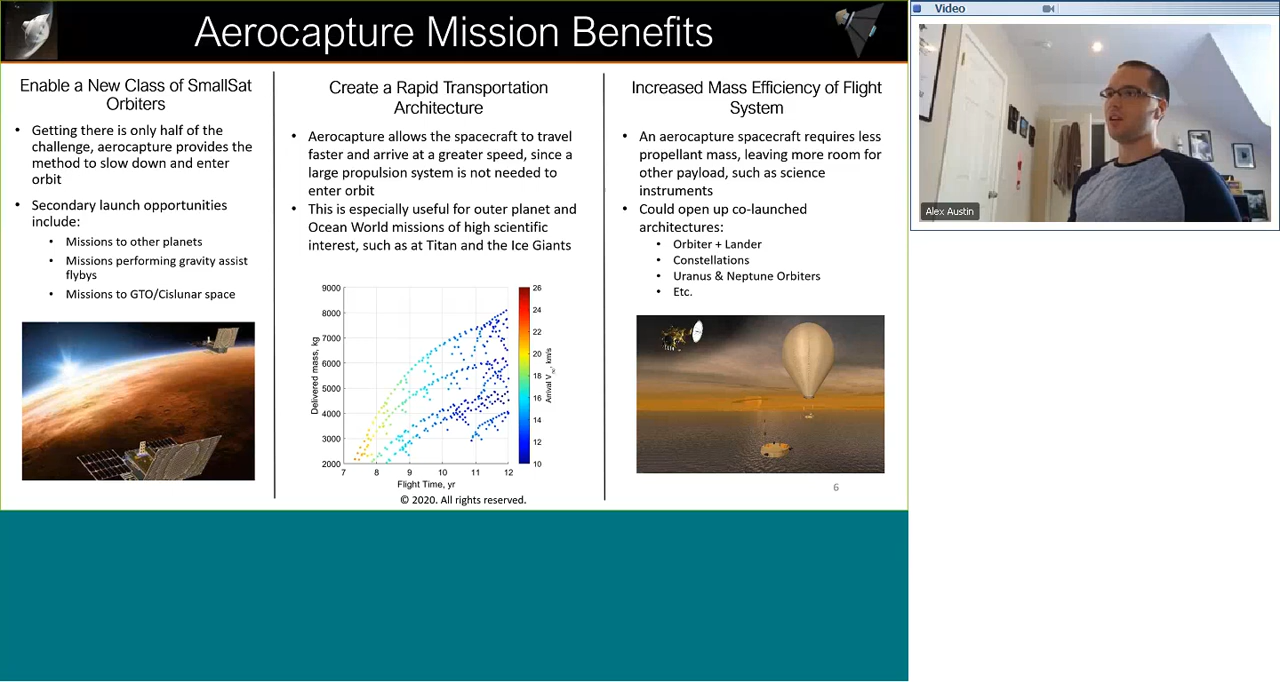 Aerocapture Mission Benefits
Enable a New Class of SmallSat
Orbiters
• Getting there is only half of the
challenge, aerocapture provides the
method to slow down and enter
orbit
• Secondary launch opportunities
include:
• Missions to other planets
• Missions performing gravity assist
flybys
• Missions to GTO/Cislunar space
Create a Rapid Transportation
Architecture
• Aerocapture allows the spacecraft to travel
faster and arrive at a greater speed, since a
large propulsion system is not needed to
enter orbit
• This is especially useful for outer planet and
Ocean World missions of high scientific
interest, such as at Titan and the Ice Giants
9000
8000
7000
6000
5000
4000
3000
2000
Delivered mass, kg
7 8 9 10 11 12
Flight Time, yr
26
24
22
20
18
16
14
12
10
Arrival V∞, km/s
© 2020. All rights reserved.
Increased Mass Efficiency of Flight
System
• An aerocapture spacecraft requires less
propellant mass, leaving more room for
other payload, such as science
instruments
• Could open up co-launched
architectures:
• Orbiter + Lander
• Constellations
• Uranus & Neptune Orbiters
• Etc.
6
Video
Alex Austin